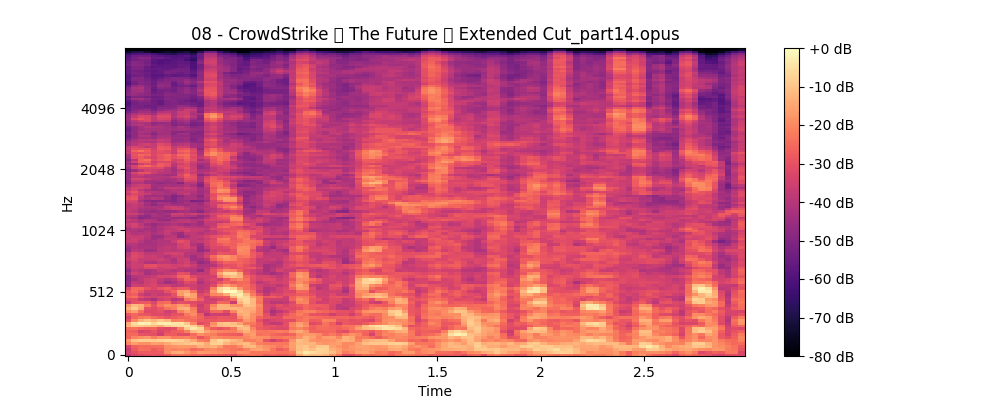 08 - CrowdStrike ▯ The Future ▯ Extended Cut_part14.opus
+0 dB
4096
-10 dB
-20 dB
2048
-30 dB
Hz
-40 dB
1024
-50 dB
512
-60 dB
-70 dB
0
-80 dB
0 0.5 1 1.5 2 2.5
Time